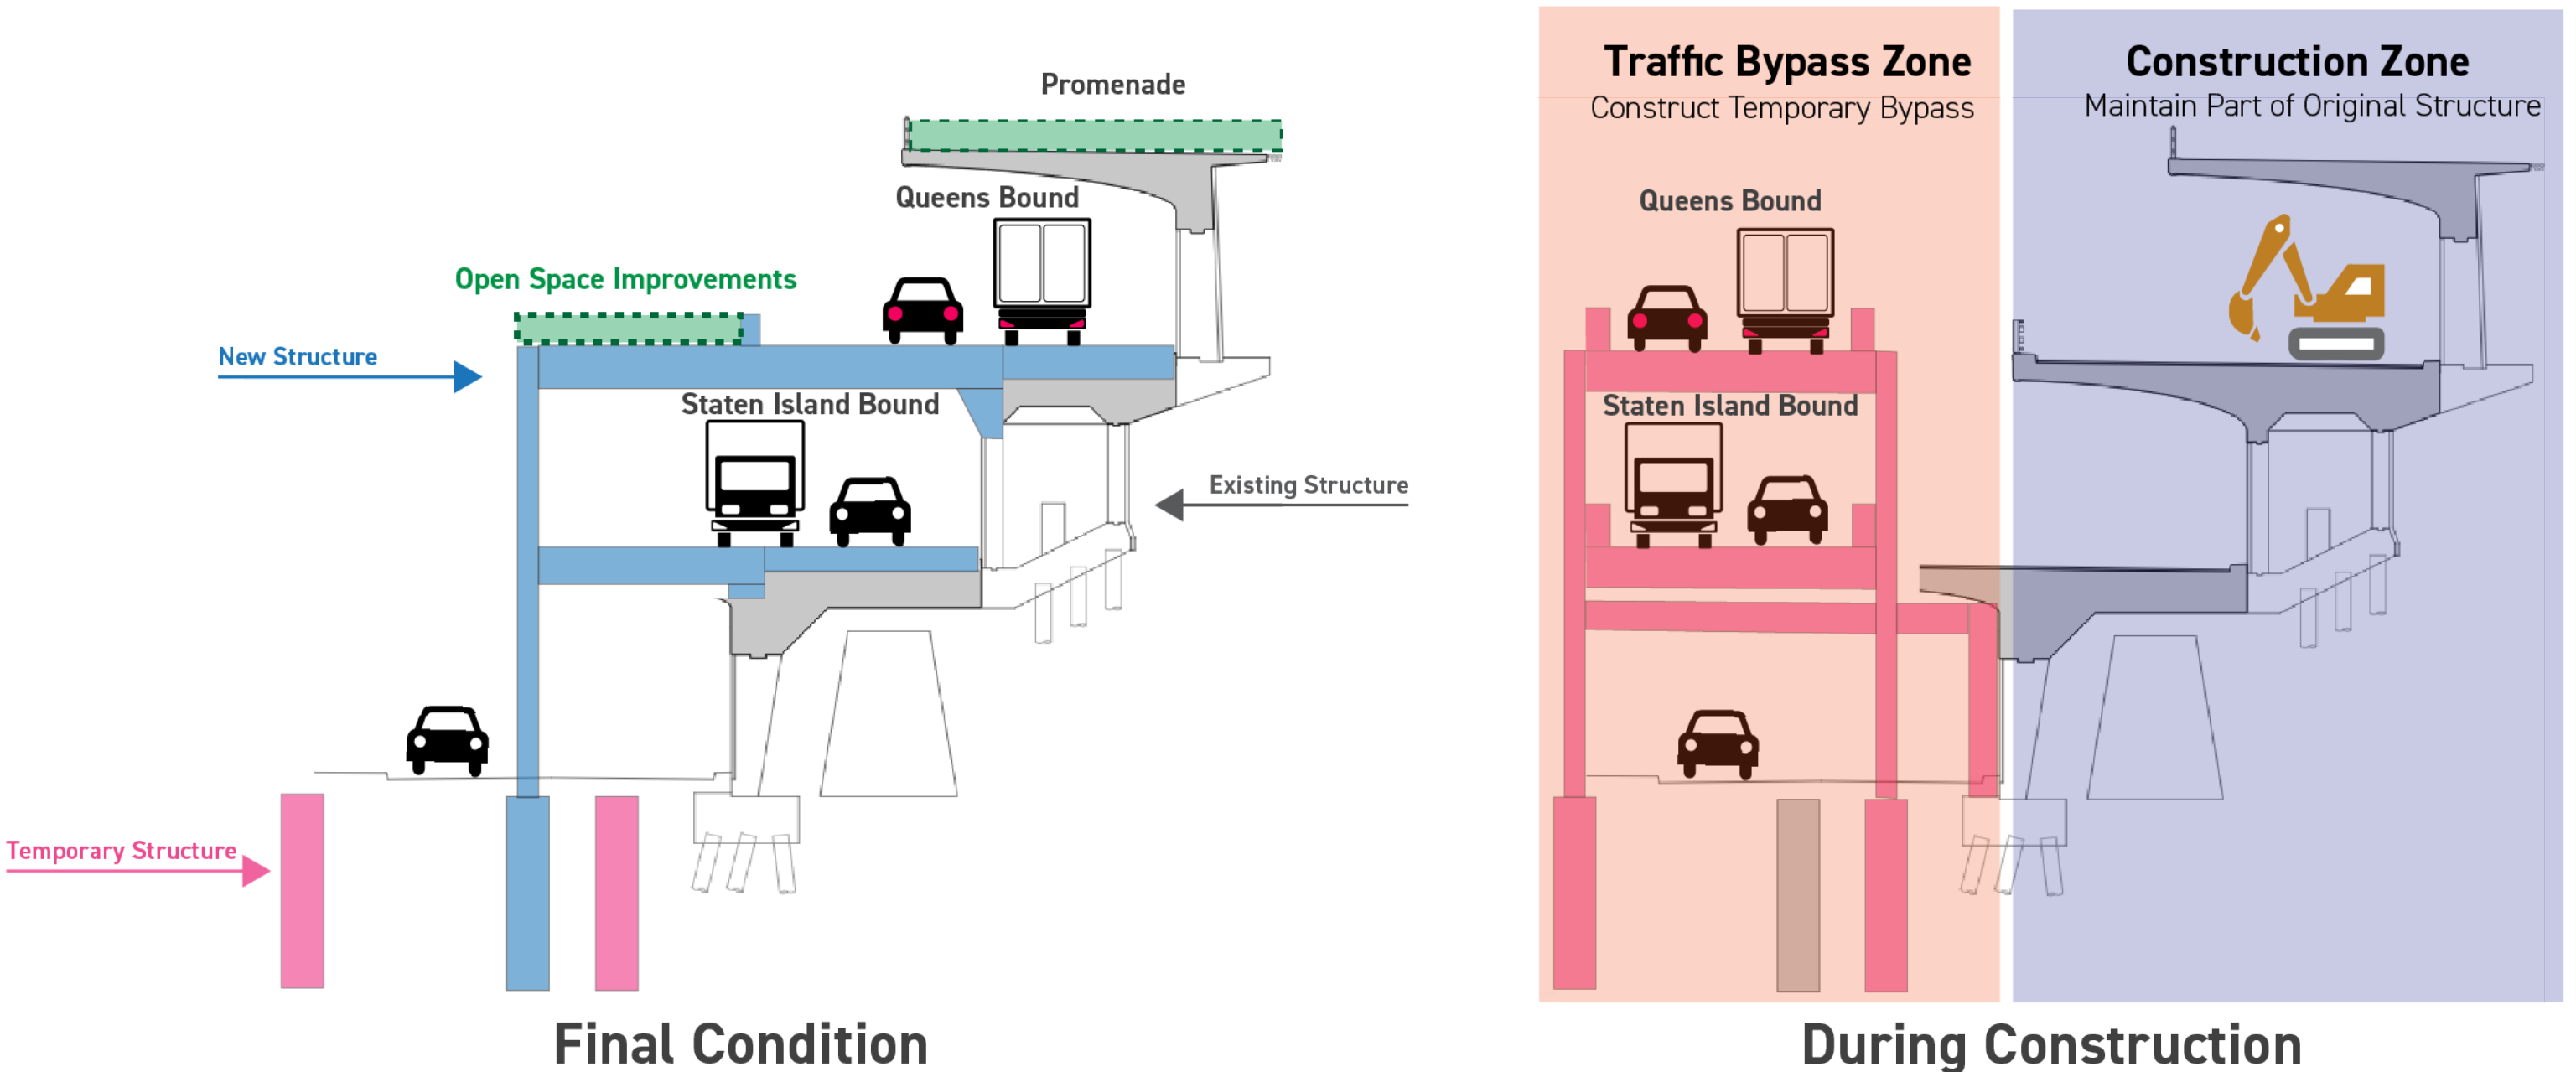 Promenade
Queens Bound
Open Space Improvements
New Structure
Staten Island Bound
Existing Structure
Temporary Structure
Final Condition
Traffic Bypass Zone
Construct Temporary Bypass
Queens Bound
Staten Island Bound
Construction Zone
Maintain Part of Original Structure
During Construction